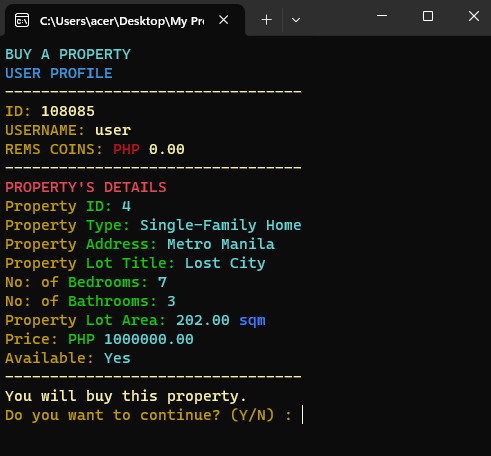 C:\Users\acer\Desktop\My Pro
BUY A PROPERTY
USER PROFILE
---------------------------------
ID: 108085
USERNAME: user
REMS COINS: PHP 0.00
---------------------------------
PROPERTY'S DETAILS
Property ID: 4
Property Type: Single-Family Home
Property Address: Metro Manila
Property Lot Title: Lost City
No: of Bedrooms: 7
No: of Bathrooms: 3
Property Lot Area: 202.00 sqm
Price: PHP 1000000.00
Available: Yes
---------------------------------
You will buy this property.
Do you want to continue? (Y/N) :